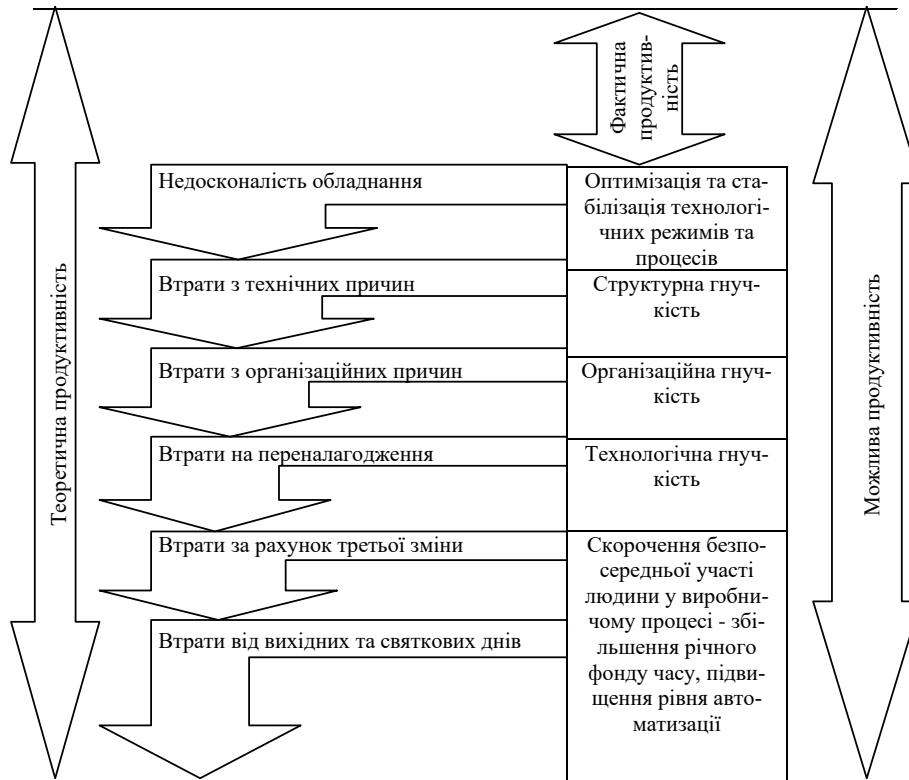 Фактична
продуктив-
ність
Теоретична продуктивність
Недосконалість обладнання
Втрати з технічних причин
Втрати з організаційних причин
Втрати на переналагодження
Втрати за рахунок третьої зміни
Втрати від вихідних та святкових днів
Оптимізація та ста-
білізація технологі-
чних режимів та
процесів
Структурна гнуч-
кість
Організаційна гнуч-
кість
Технологічна гнуч-
кість
Скорочення безпо-
середньої участі
людини у виробни-
чому процесі - збі-
льшення річного
фонду часу, підви-
щення рівня авто-
матизації
Можлива продуктивність